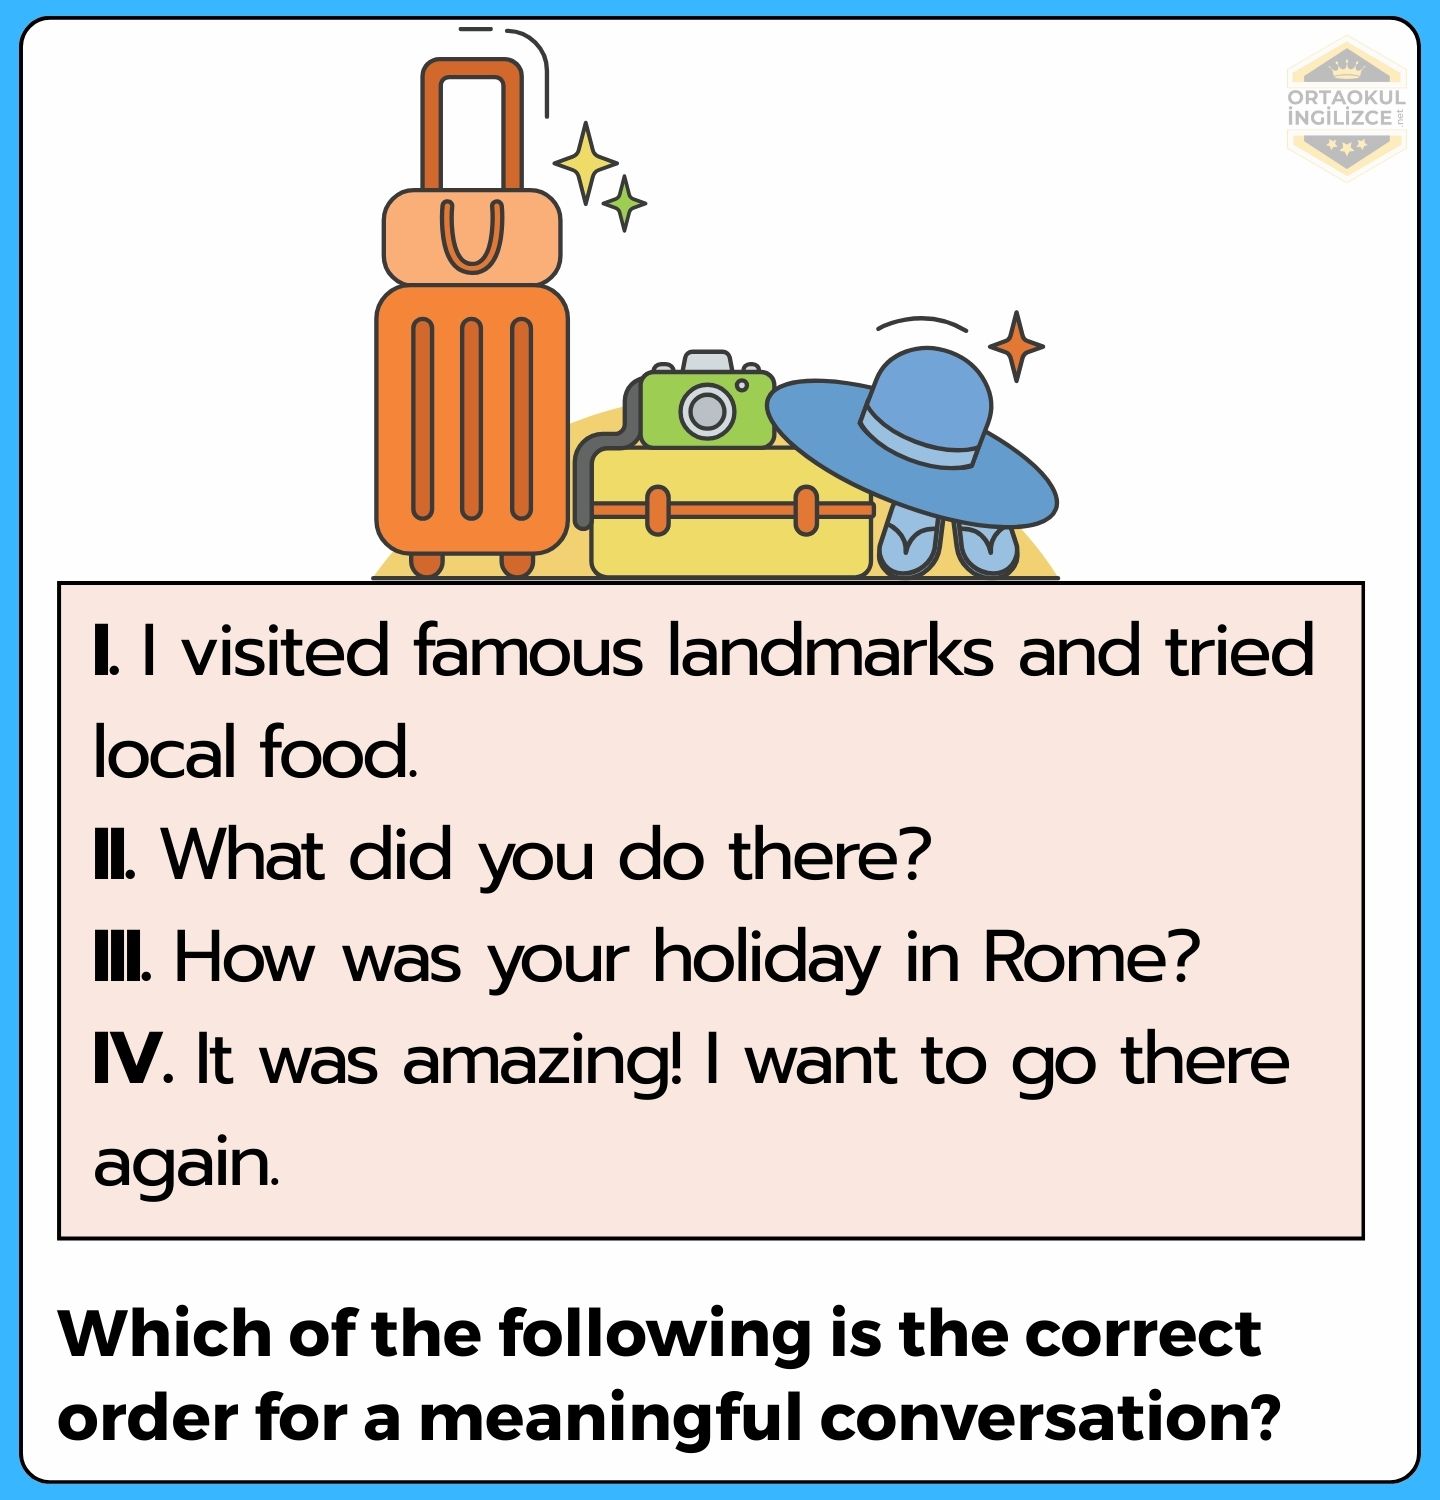 ORTAOKUL
İNGİLİZCE
.net
I. I visited famous landmarks and tried
local food.
II. What did you do there?
III. How was your holiday in Rome?
IV. It was amazing! I want to go there
again.
Which of the following is the correct
order for a meaningful conversation?